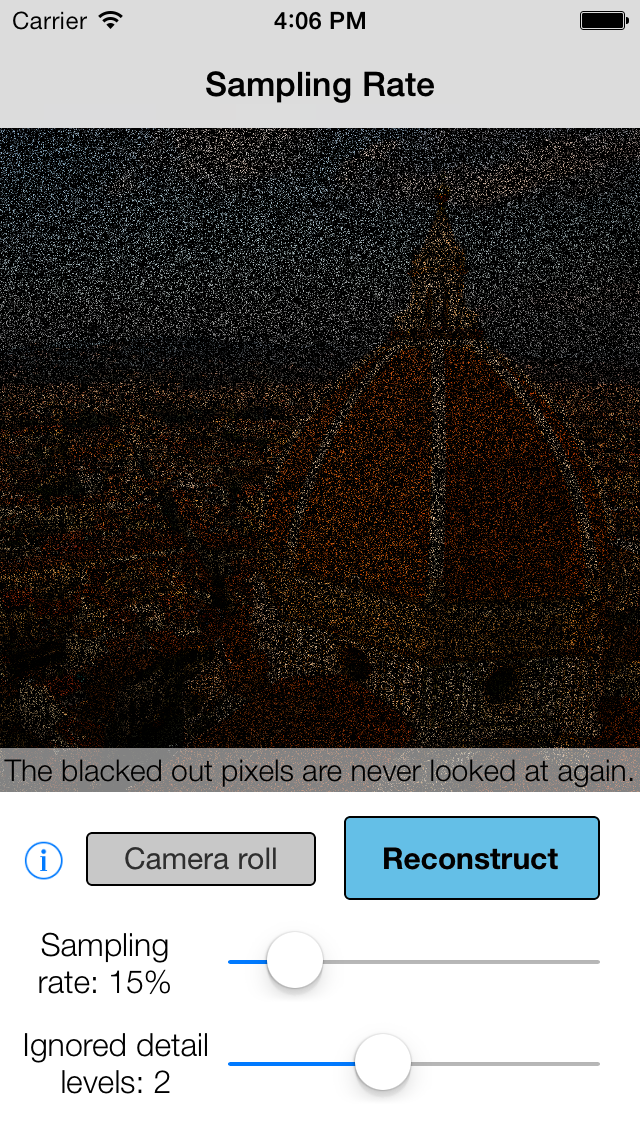 Carrier 4:06 PM
Sampling Rate
The blacked out pixels are never looked at again.
i Camera roll Reconstruct
Sampling
rate: 15%
Ignored detail
levels: 2